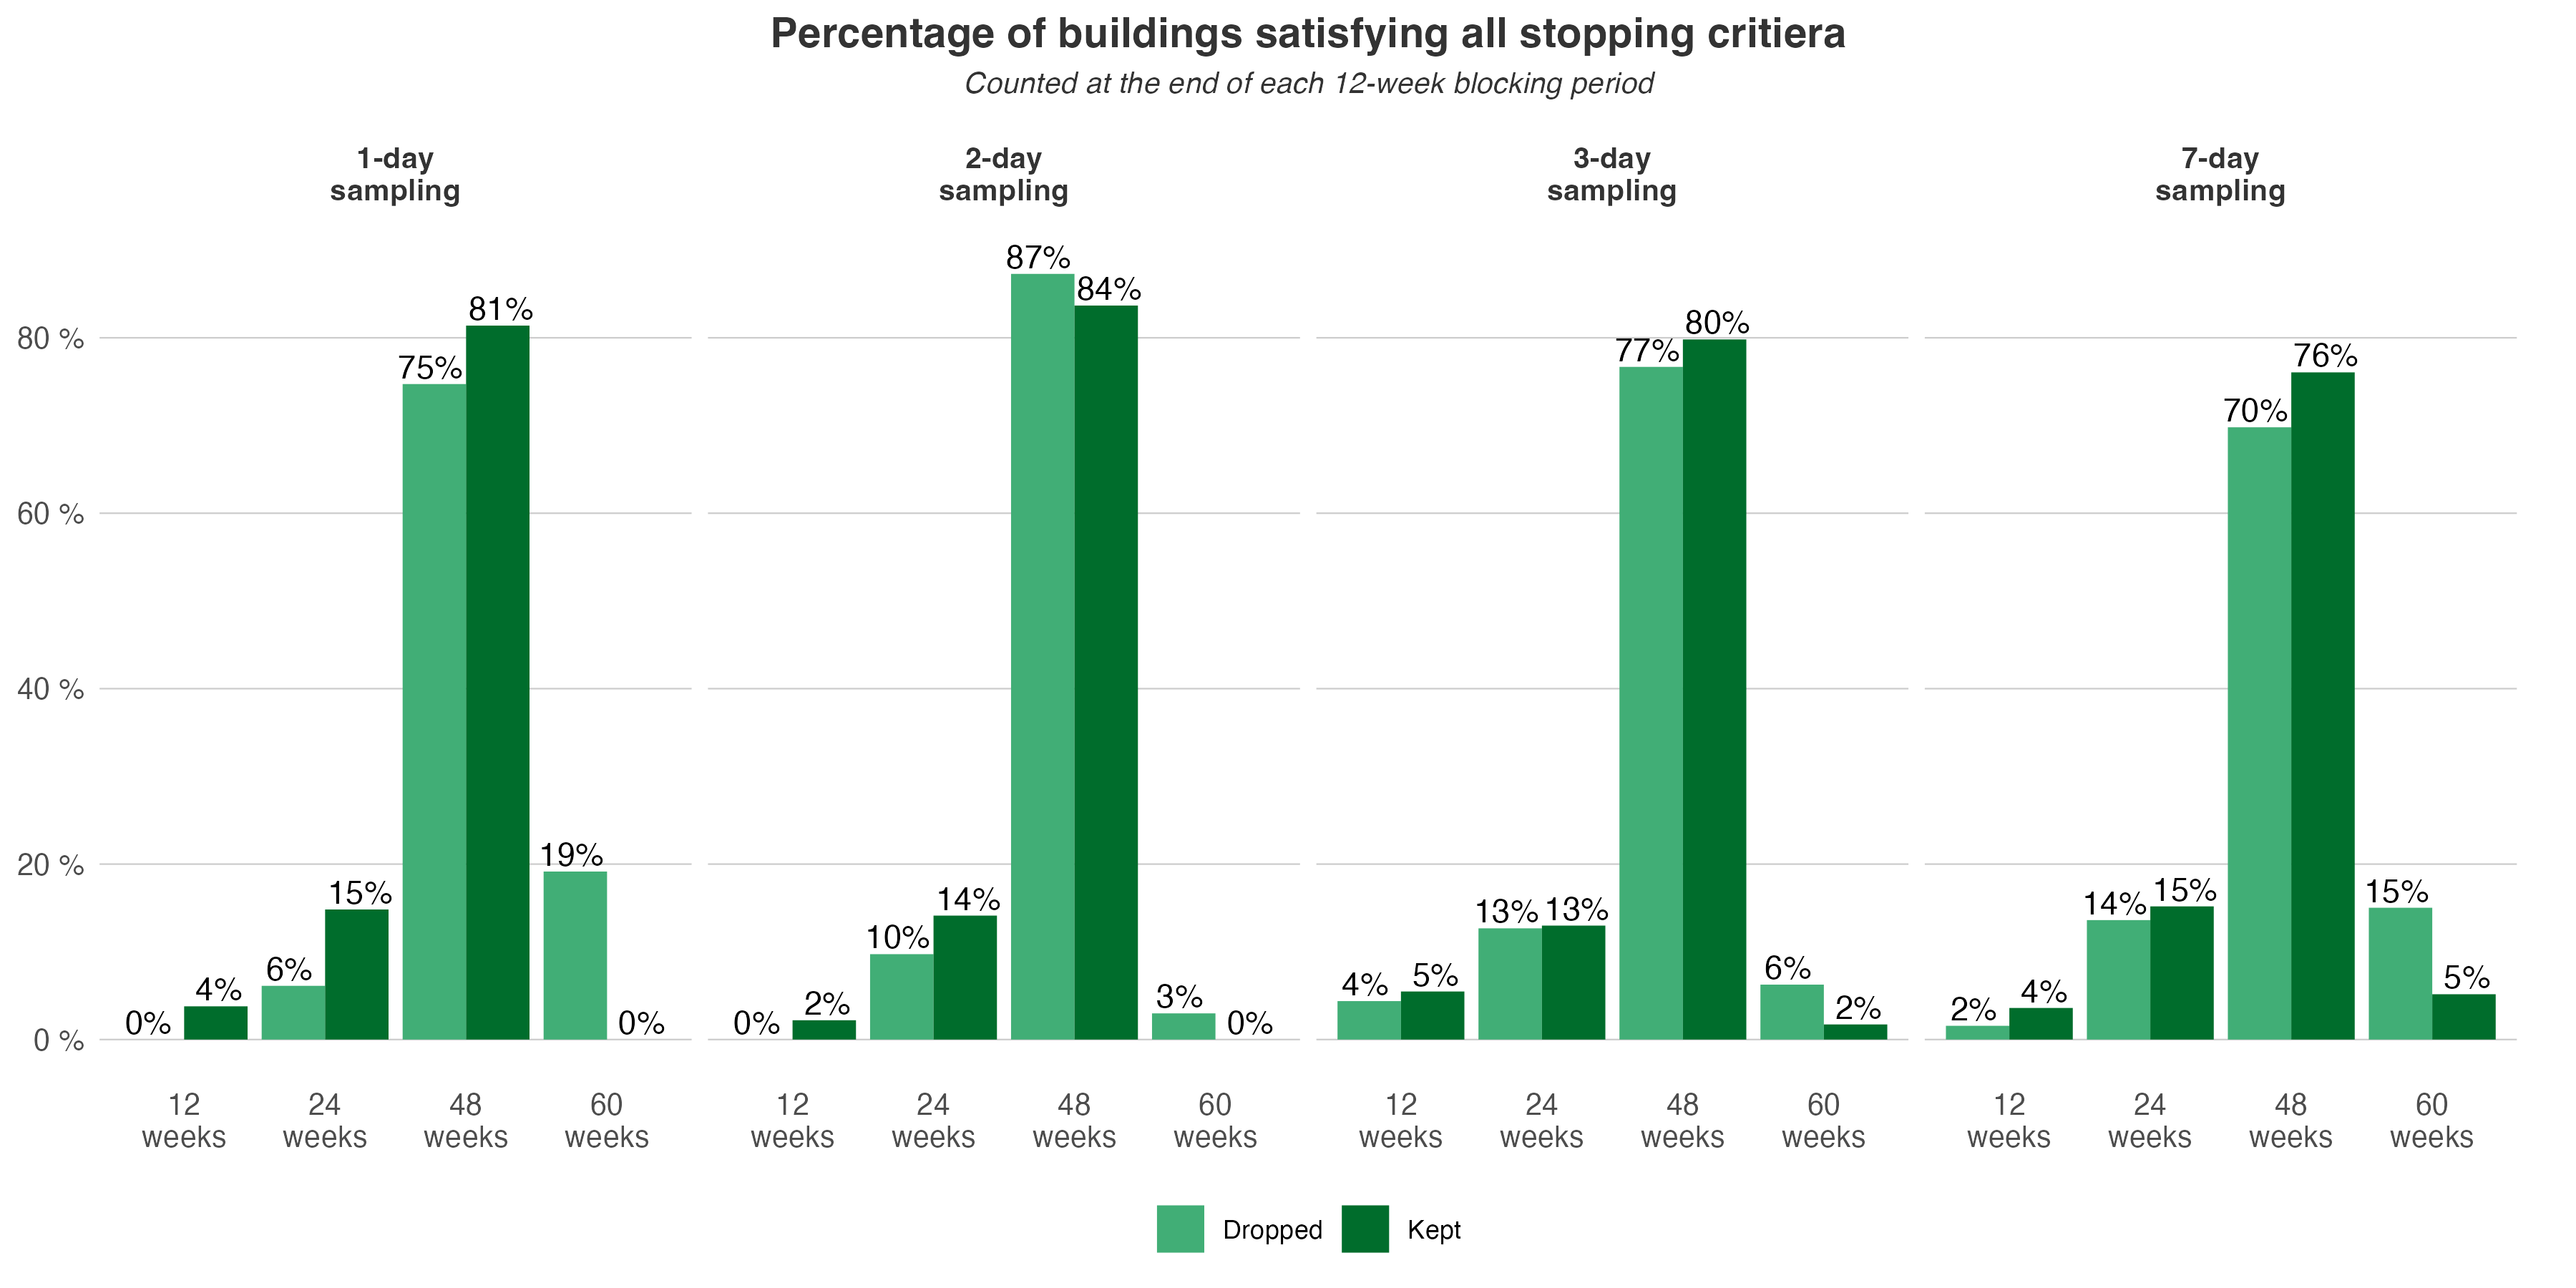 Percentage of buildings satisfying all stopping critiera
Counted at the end of each 12-week blocking period
1-day
sampling
2-day
sampling
3-day
sampling
7-day
sampling
80 %
60 %
40 %
20 %
0 %
0%
4%
6%
15%
75%
81%
19%
0%
0%
2%
10%
14%
87%
84%
3%
0%
4%
5%
13%
13%
77%
80%
6%
2%
2%
4%
14%
15%
70%
76%
15%
5%
12
weeks
24
weeks
48
weeks
60
weeks
12
weeks
24
weeks
48
weeks
60
weeks
12
weeks
24
weeks
48
weeks
60
weeks
12
weeks
24
weeks
48
weeks
60
weeks
Dropped
Kept